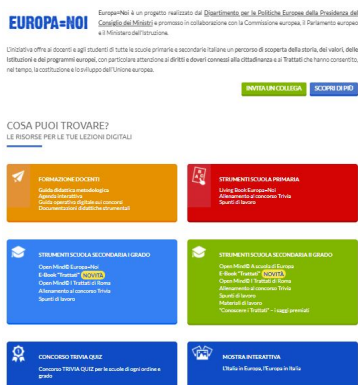 EUROPA=NOI
Europa=Noi è un progetto realizzato dal Dipartimento per le Politiche Europee della Presidenza del
Consiglio dei Ministri e promosso in collaborazione con la Commissione europea, il Parlamento europeo
e il Ministero dell'Istruzione.
L'iniziativa offre ai docenti e agli studenti di tutte le scuole primarie e secondarie italiane un percorso di scoperta della storia, dei valori, delle
istituzioni e dei programmi europei, con particolare attenzione ai diritti e doveri connessi alla cittadinanza e ai Trattati che hanno consentito,
nel tempo, la costituzione e lo sviluppo dell'Unione europea.
INVITA UN COLLEGA
SCOPRI DI PIÙ
COSA PUOI TROVARE?
LE RISORSE PER LE TUE LEZIONI DIGITALI
FORMAZIONE DOCENTI
Guida didattica metodologica
Agenda interattiva
Guida operativa digitale sui concorsi
Documentazioni didattiche strumentali
STRUMENTI SCUOLA PRIMARIA
Living Book Europa=Noi
Allenamento al concorso Trivia
Spunti di lavoro
STRUMENTI SCUOLA SECONDARIA I GRADO
Open Mind® Europa=Noi
E-Book "Trattati" NOVITÀ
Open Mind® I Trattati di Roma
Allenamento al concorso Trivia
Spunti di lavoro
STRUMENTI SCUOLA SECONDARIA II GRADO
Open Mind® A scuola di Europa
E-Book "Trattati" NOVITÀ
Open Mind® I Trattati di Roma
Allenamento al concorso Trivia
Spunti di lavoro
Materiali di lavoro
"Conoscere i Trattati" - i saggi premiati
CONCORSO TRIVIA QUIZ
Concorso TRIVIA QUIZ per le scuole di ogni ordine e
grado
MOSTRA INTERATTIVA
L'Italia in Europa, l'Europa in Italia